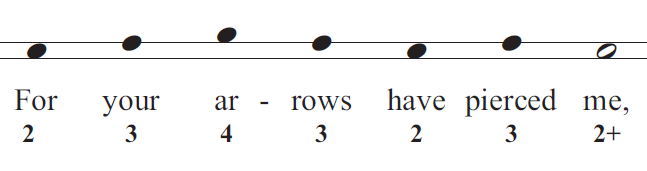 For your ar - rows have pierced me,
2 3 4 3 2 3 2+